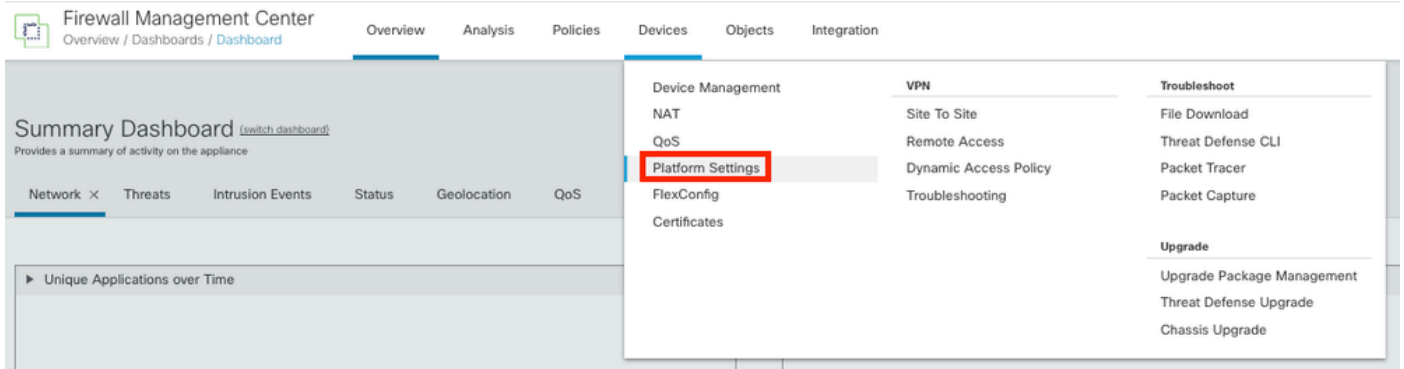 Firewall Management Center
Overview / Dashboards / Dashboard
Overview
Analysis
Policies
Devices
Objects
Integration
Summary Dashboard (switch dashboard)
Provides a summary of activity on the appliance
Network ×
Threats
Intrusion Events
Status
Geolocation
QoS
Unique Applications over Time
Device Management
NAT
QoS
Platform Settings
FlexConfig
Certificates
VPN
Site To Site
Remote Access
Dynamic Access Policy
Troubleshooting
Troubleshoot
File Download
Threat Defense CLI
Packet Tracer
Packet Capture
Upgrade
Upgrade Package Management
Threat Defense Upgrade
Chassis Upgrade